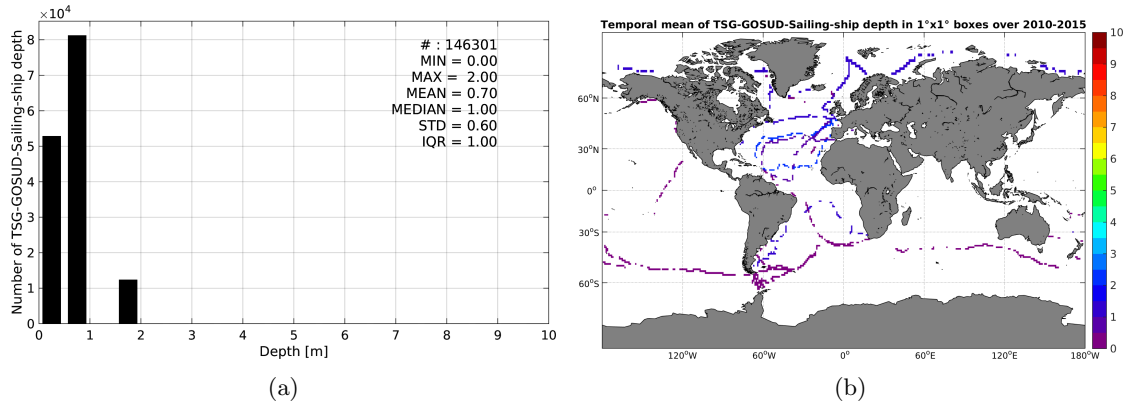 ×10⁴
Number of TSG-GOSUD-Sailing-ship depth
8
7
6
5
4
3
2
1
0
# : 146301
MIN = 0.00
MAX = 2.00
MEAN = 0.70
MEDIAN = 1.00
STD = 0.60
IQR = 1.00
0 1 2 3 4 5 6 7 8 9 10
Depth [m]
(a)
Temporal mean of TSG-GOSUD-Sailing-ship depth in 1°x1° boxes over 2010-2015
60°N
30°N
0°
30°S
60°S
120°W 60°W 0° 60°E 120°E 180°W
10
9
8
7
6
5
4
3
2
1
0
(b)